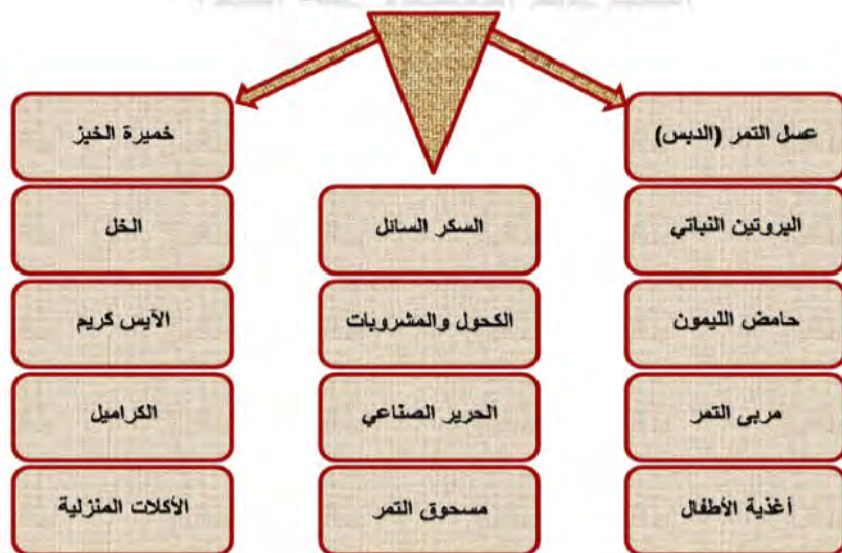 عسل التمر (الدبس)
البروتين النباتي
حامض الليمون
مربى التمر
أغذية الأطفال
السكر السائل
الكحول والمشروبات
الحرير الصناعي
مسحوق التمر
خميرة الخبز
الخل
الآيس كريم
الكراميل
الأكلات المنزلية